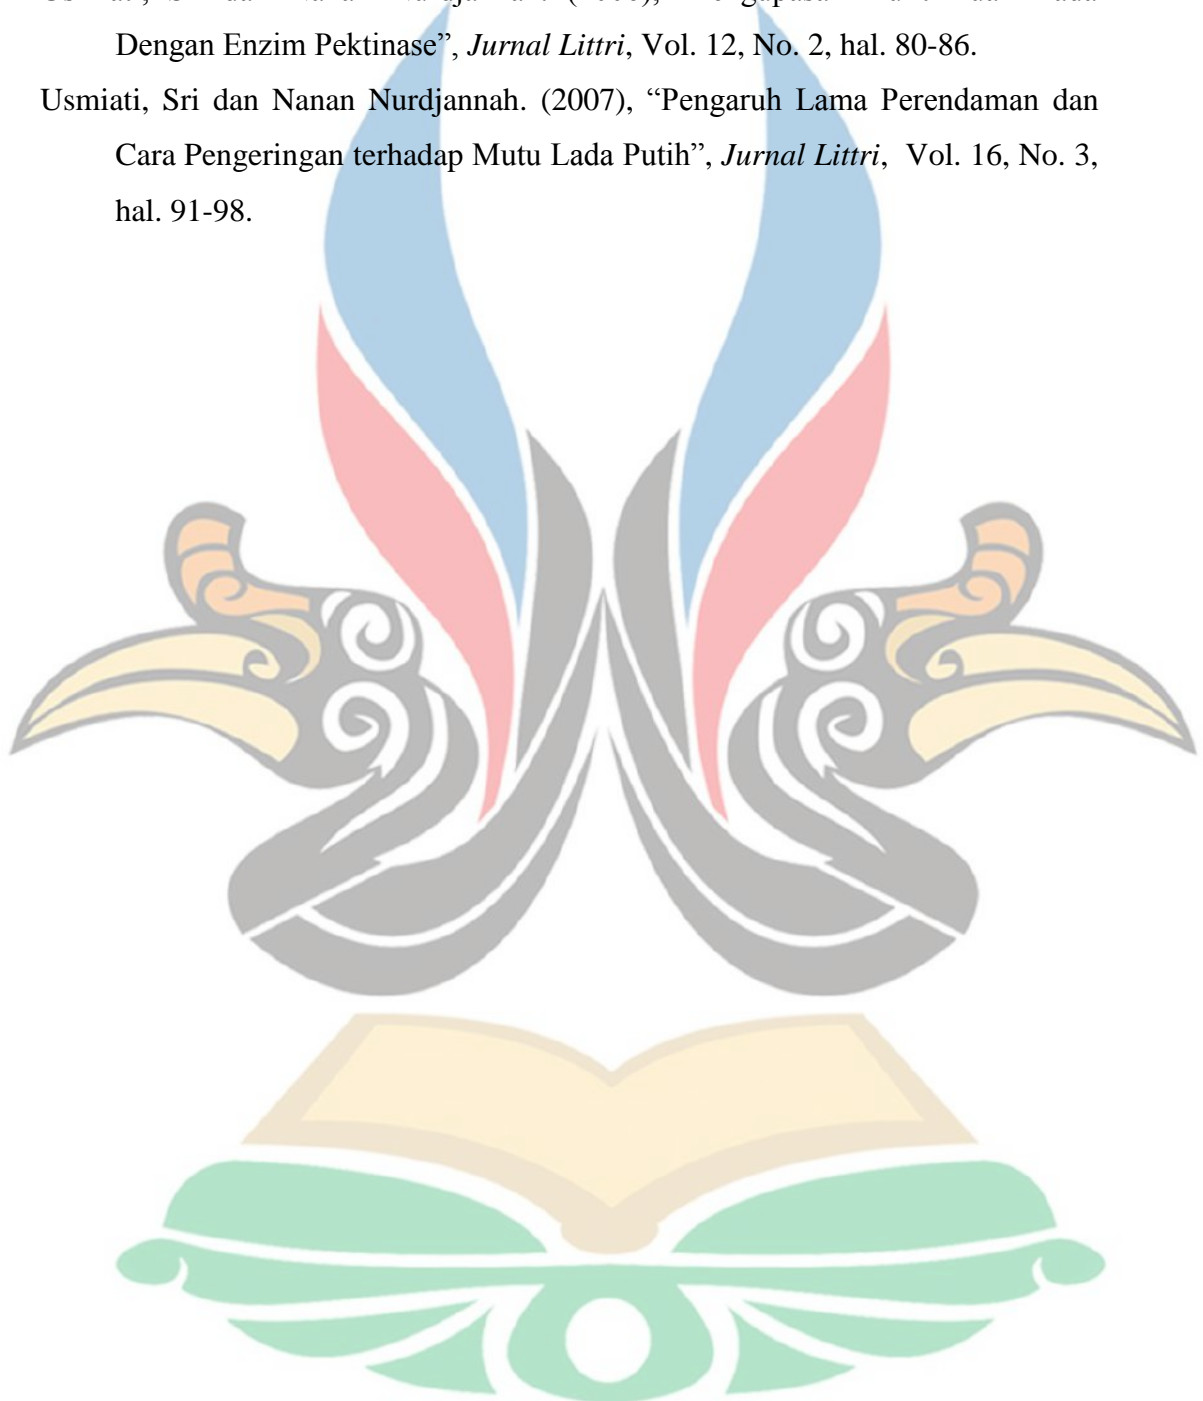 Dengan Enzim Pektinase”, Jurnal Littri, Vol. 12, No. 2, hal. 80-86.
Usmiati, Sri dan Nanan Nurdjannah. (2007), “Pengaruh Lama Perendaman dan
Cara Pengeringan terhadap Mutu Lada Putih”, Jurnal Littri, Vol. 16, No. 3,
hal. 91-98.